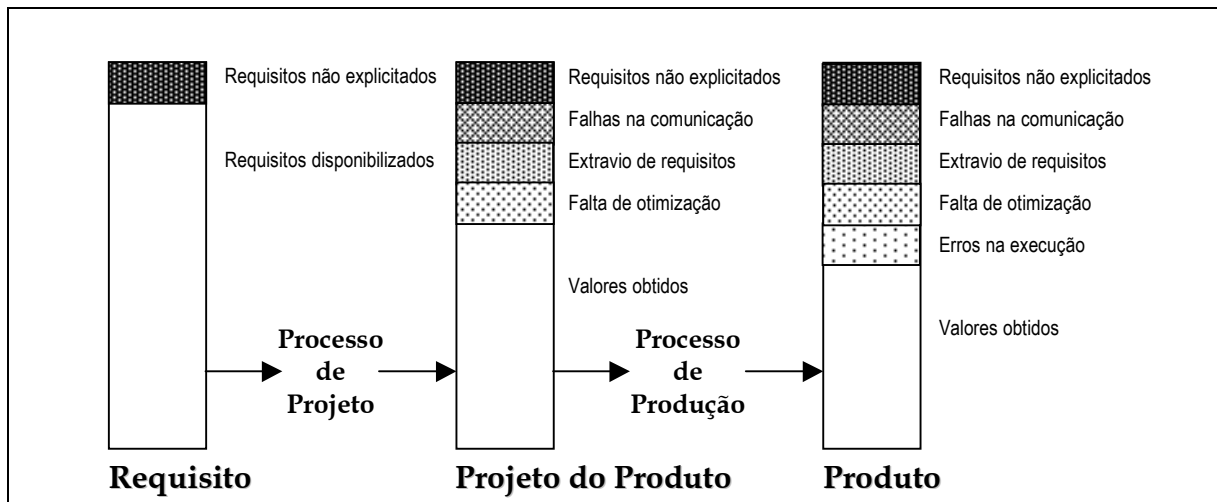 Requisitos não explicitados
Requisitos disponibilizados
Requisitos não explicitados
Falhas na comunicação
Extravio de requisitos
Falta de otimização
Valores obtidos
Requisitos não explicitados
Falhas na comunicação
Extravio de requisitos
Falta de otimização
Erros na execução
Valores obtidos
Processo
de
Projeto
Processo
de
Produção
Requisito
Projeto do Produto
Produto